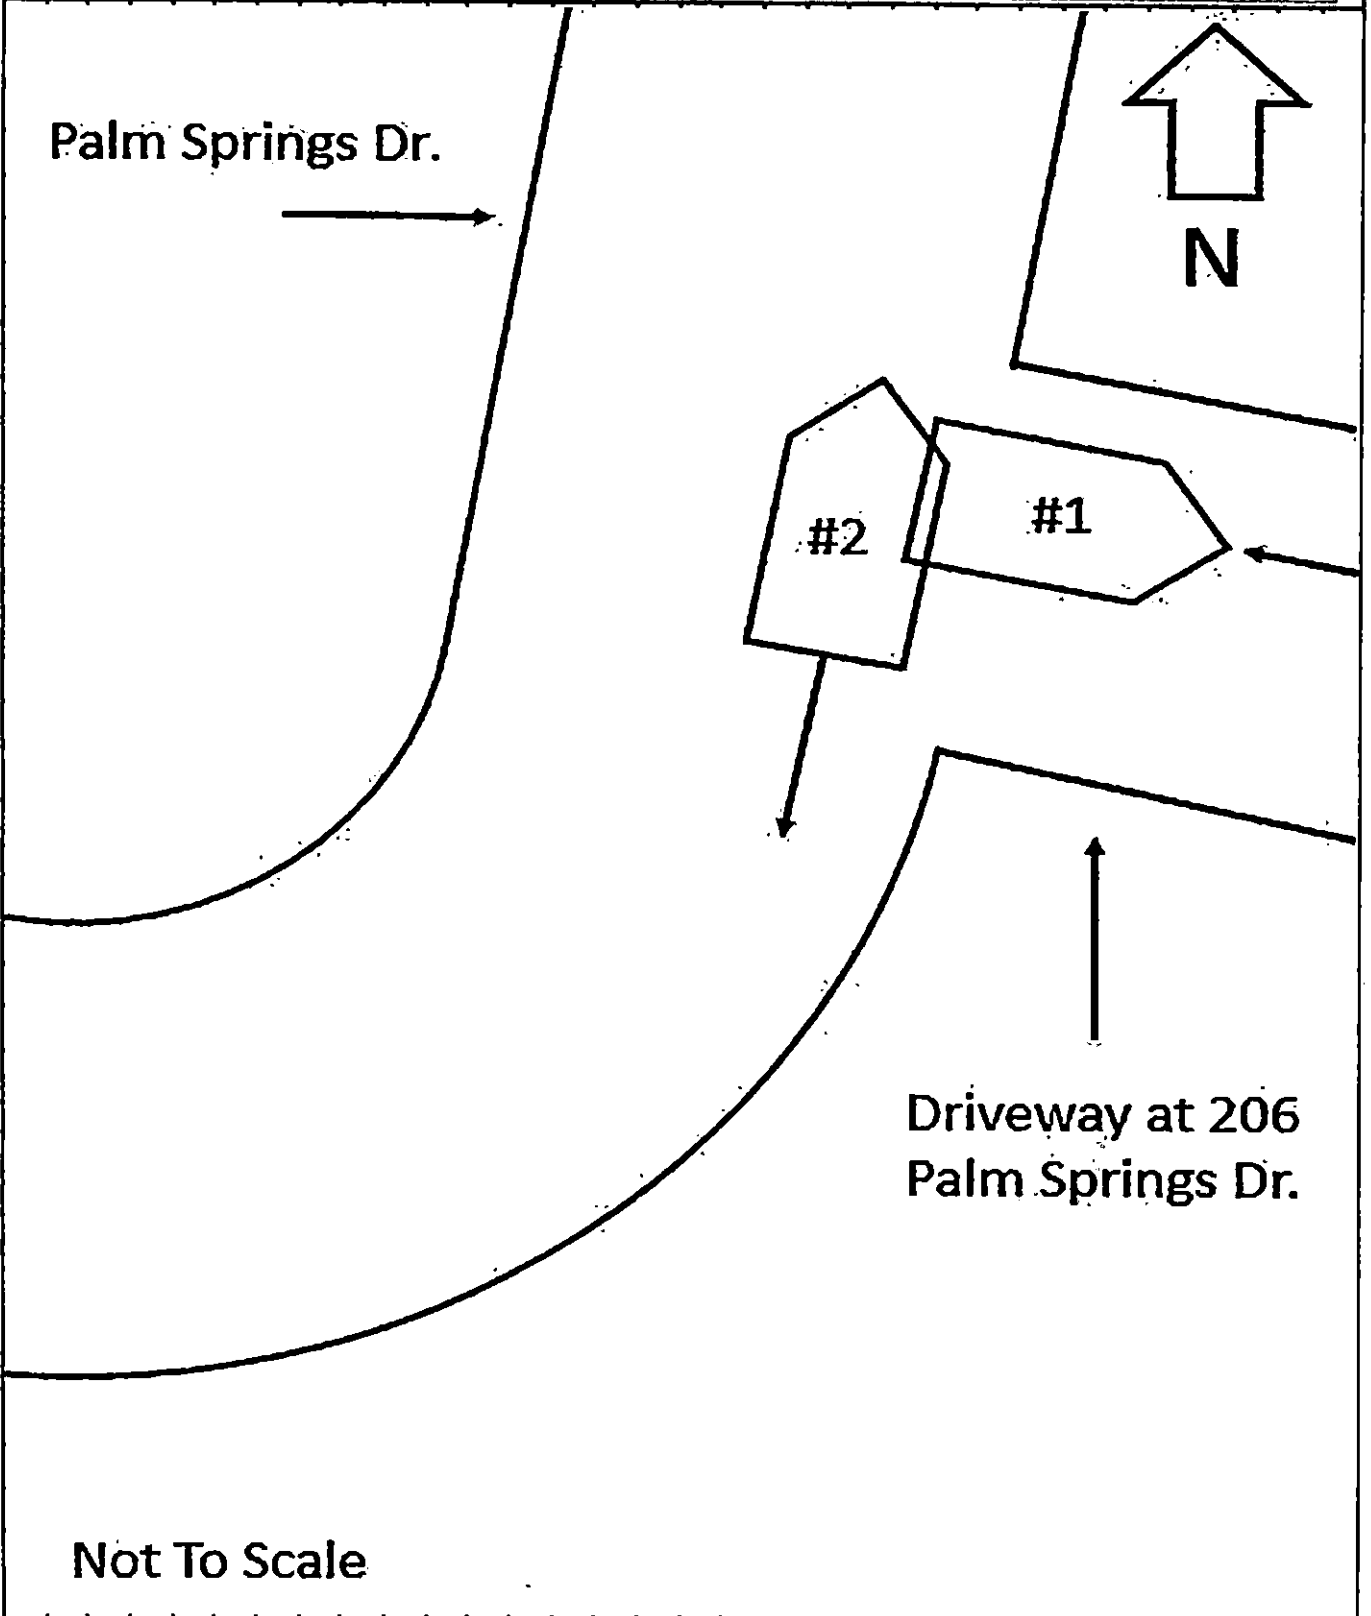 Palm Springs Dr.
N
#1
#2
Driveway at 206
Palm Springs Dr.
Not To Scale